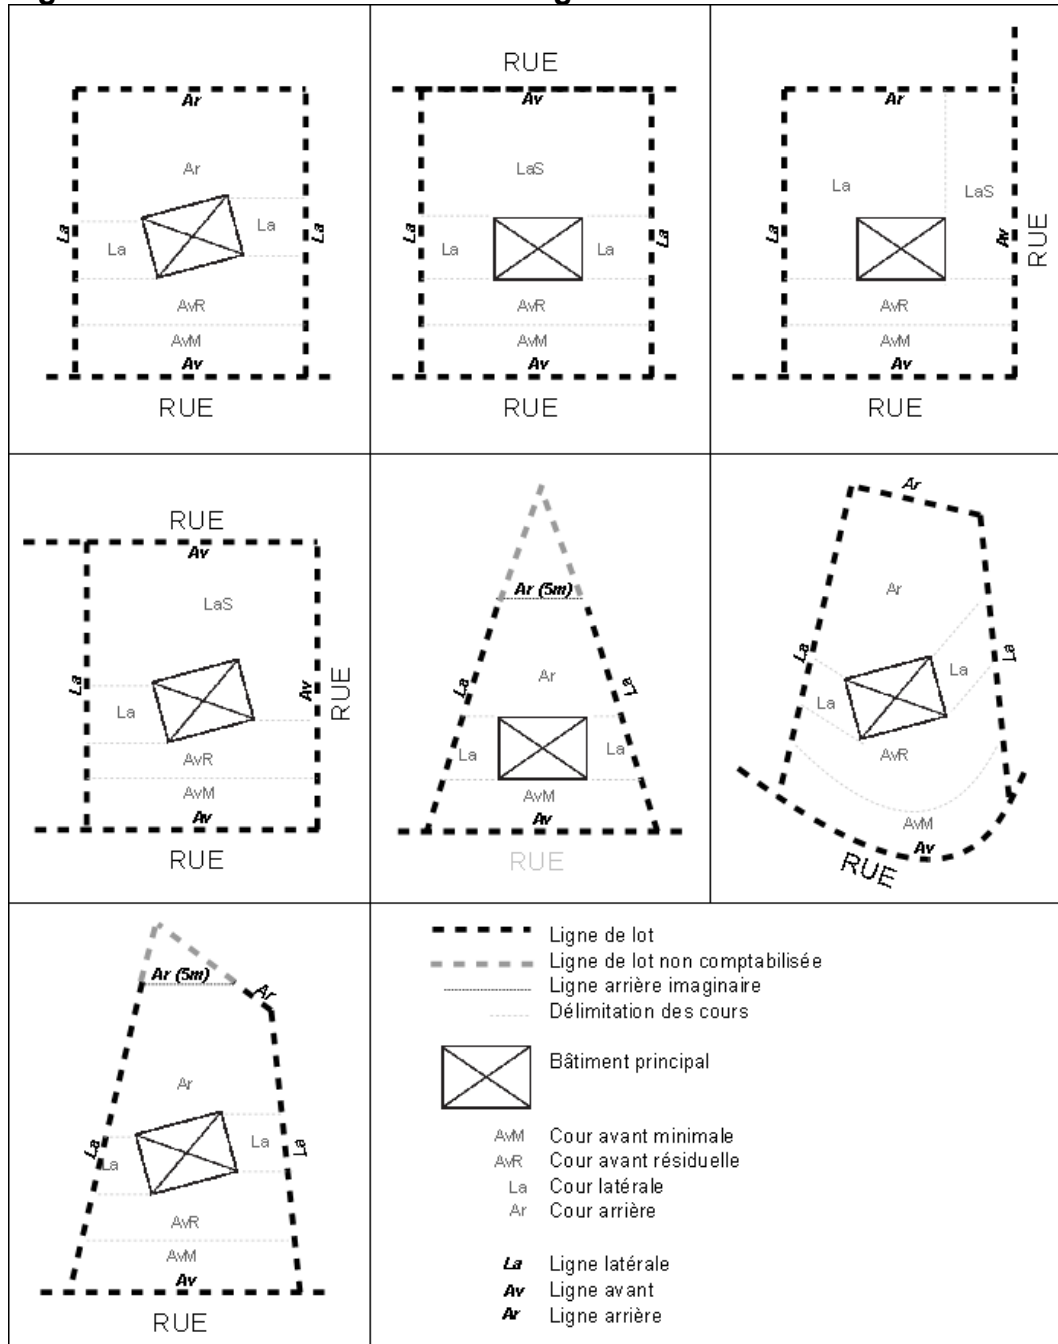 RUE
Ar
Av
Ar
Ar
LaS
La
LaS
La
La
La
La
La
La
La
La
La
Av
RUE
AvR
AvR
AvR
AvM
AvM
AvM
Av
Av
Av
RUE
RUE
RUE
RUE
Av
LaS
La
Av
RUE
La
AvR
AvM
Av
RUE
Ar (5m)
Ar
La
La
La
La
AvM
Av
RUE
Ar
Ar
La
La
La
La
AvR
AvM
Av
RUE
Ar (5m)
Ar
Ar
La
La
La
La
AvR
AvM
Av
RUE
Ligne de lot
Ligne de lot non comptabilisée
Ligne arrière imaginaire
Délimitation des cours
Bâtiment principal
AvM Cour avant minimale
AvR Cour avant résiduelle
La Cour latérale
Ar Cour arrière
La Ligne latérale
Av Ligne avant
Ar Ligne arrière